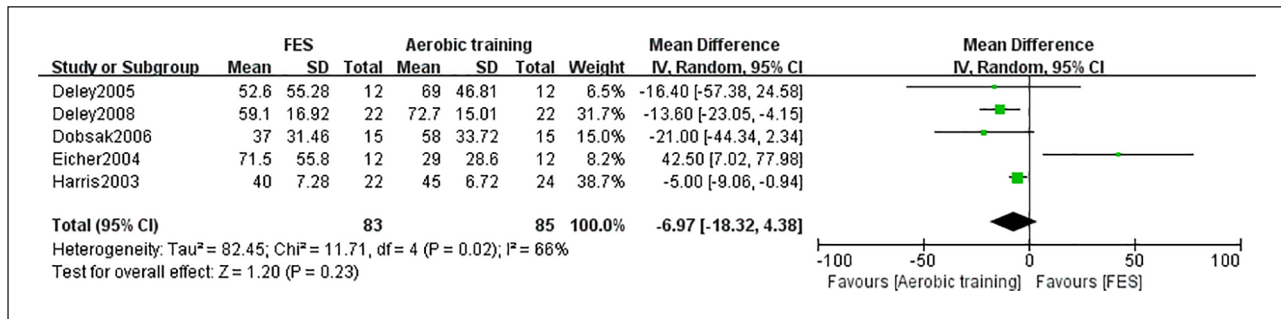 FES Aerobic training Mean Difference Mean Difference
Study or Subgroup Mean SD Total Mean SD Total Weight IV, Random, 95% CI IV, Random, 95% CI
Deley2005 52.6 55.28 12 69 46.81 12 6.5% -16.40 [-57.38, 24.58]
Deley2008 59.1 16.92 22 72.7 15.01 22 31.7% -13.60 [-23.05, -4.15]
Dobsak2006 37 31.46 15 58 33.72 15 15.0% -21.00 [-44.34, 2.34]
Eicher2004 71.5 55.8 12 29 28.6 12 8.2% 42.50 [7.02, 77.98]
Harris2003 40 7.28 22 45 6.72 24 38.7% -5.00 [-9.06, -0.94]
Total (95% CI) 83 85 100.0% -6.97 [-18.32, 4.38]
Heterogeneity: Tau² = 82.45; Chi² = 11.71, df = 4 (P = 0.02); I² = 66%
Test for overall effect: Z = 1.20 (P = 0.23)
-100 -50 0 50 100
Favours [Aerobic training] Favours [FES]